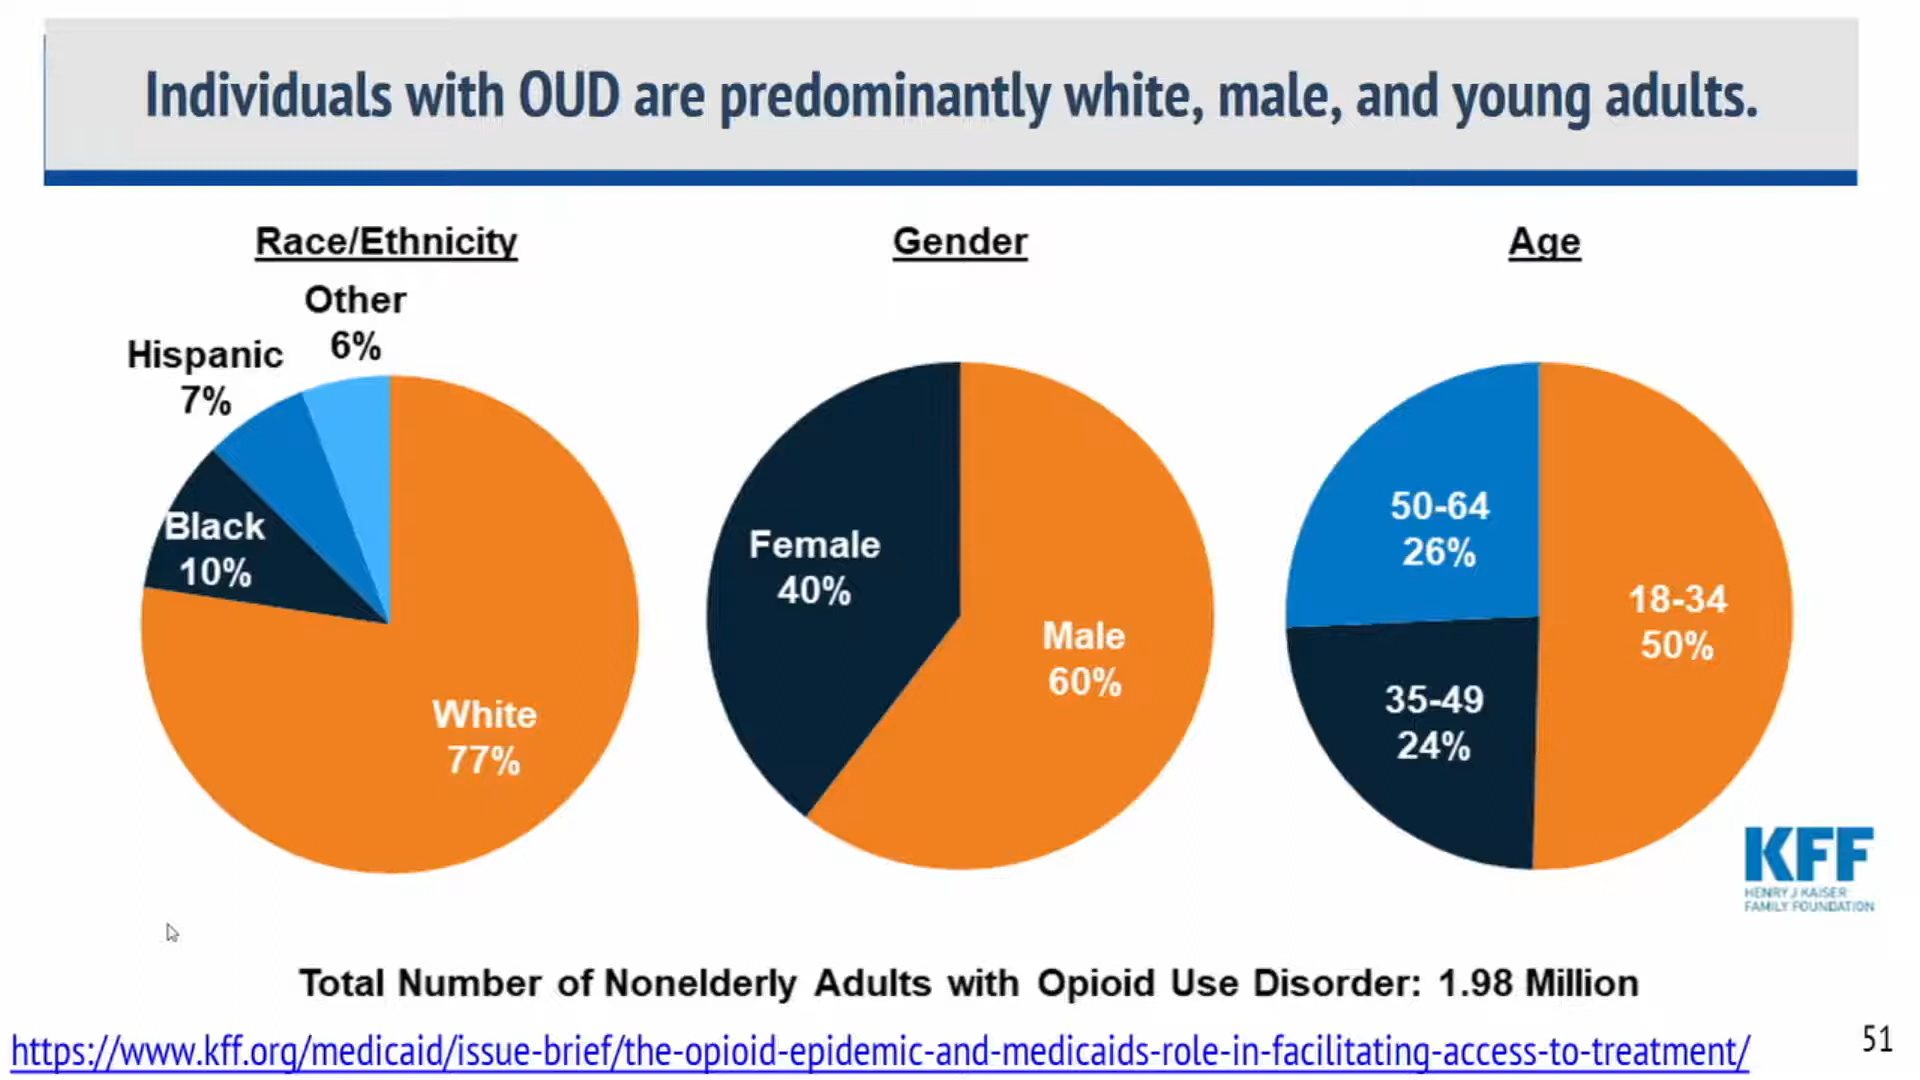 Individuals with OUD are predominantly white, male, and young adults.
Race/Ethnicity
Other
6%
Hispanic
7%
Black
10%
White
77%
Gender
Female
40%
Male
60%
Age
50-64
26%
18-34
50%
35-49
24%
KFF
HENRY J KAISER
FAMILY FOUNDATION
Total Number of Nonelderly Adults with Opioid Use Disorder: 1.98 Million
https://www.kff.org/medicaid/issue-brief/the-opioid-epidemic-and-medicaids-role-in-facilitating-access-to-treatment/
51